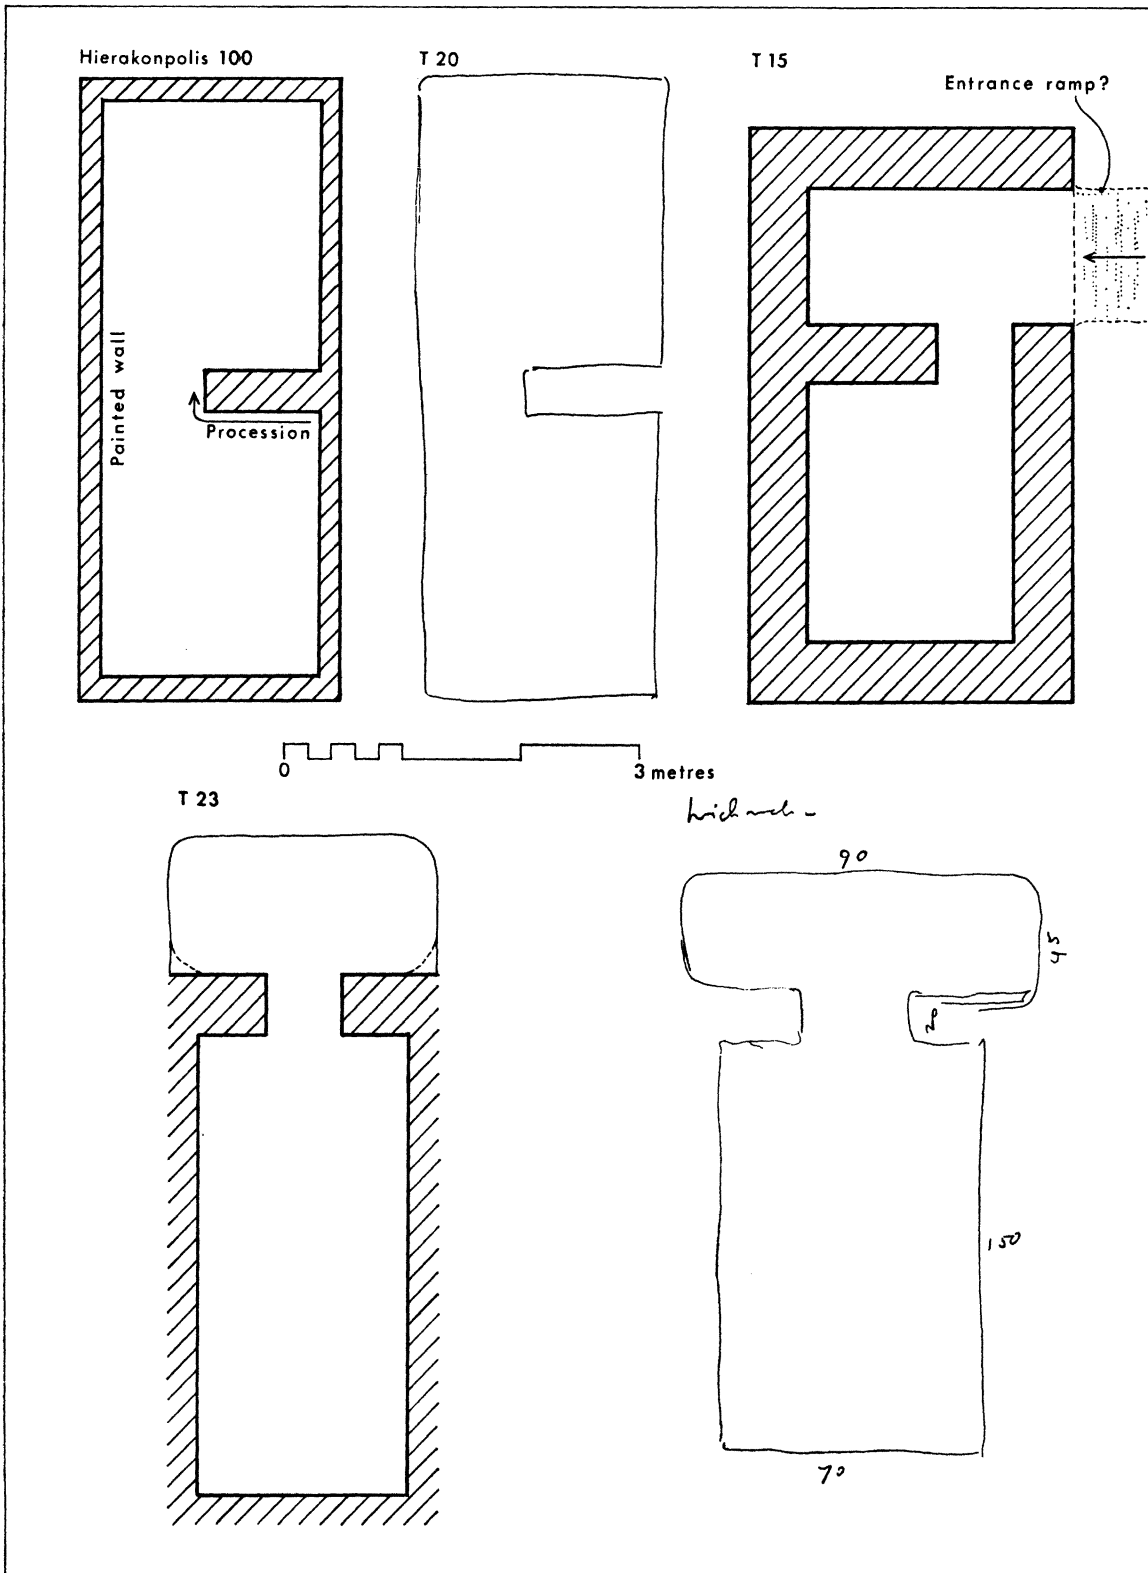 Hierakonpolis 100
T 20
T 15
Entrance ramp?
Painted wall
Procession
0
3 metres
T 23
90
45
150
70